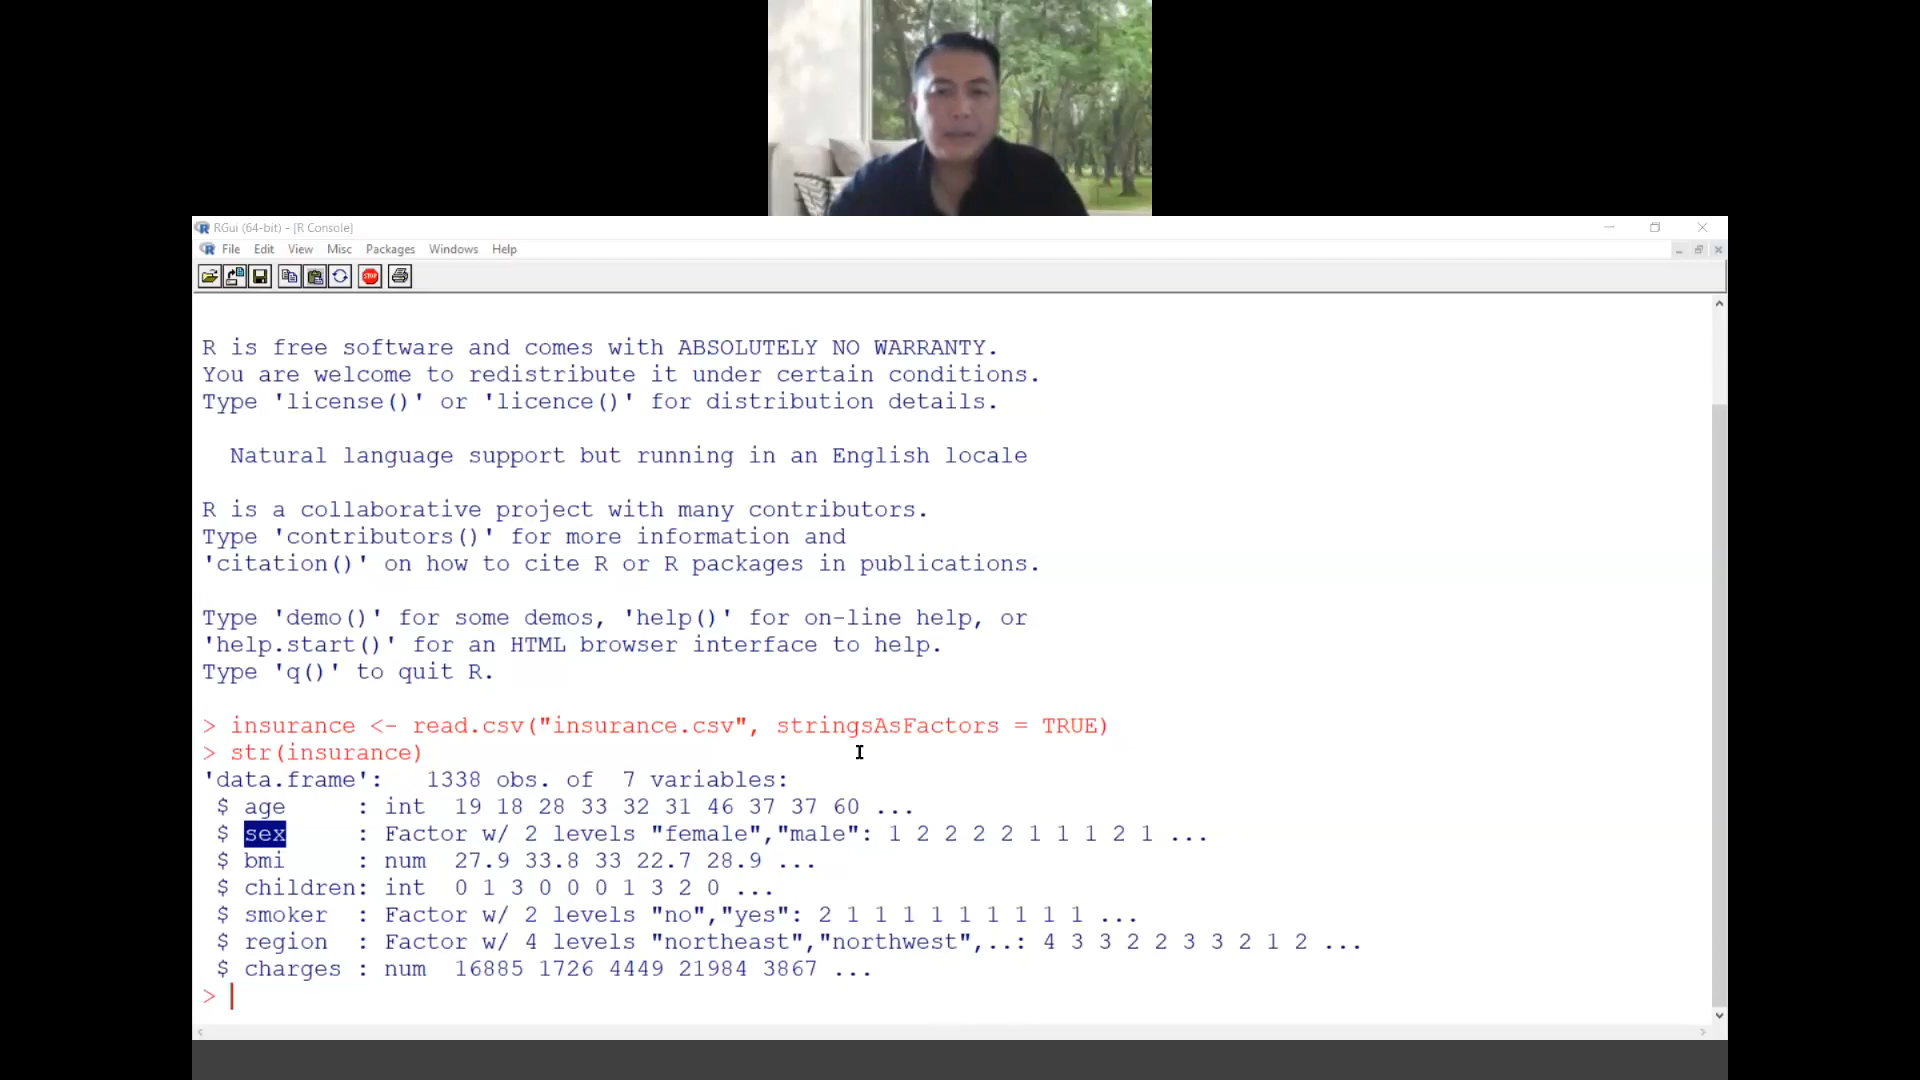 RGui (64-bit) - [R Console]
File Edit View Misc Packages Windows Help
STOP
R is free software and comes with ABSOLUTELY NO WARRANTY.
You are welcome to redistribute it under certain conditions.
Type 'license()' or 'licence()' for distribution details.
Natural language support but running in an English locale
R is a collaborative project with many contributors.
Type 'contributors()' for more information and
'citation()' on how to cite R or R packages in publications.
Type 'demo()' for some demos, 'help()' for on-line help, or
'help.start()' for an HTML browser interface to help.
Type 'q()' to quit R.
> insurance <- read.csv("insurance.csv", stringsAsFactors = TRUE)
> str(insurance)
'data.frame':   1338 obs. of  7 variables:
 $ age     : int  19 18 28 33 32 31 46 37 37 60 ...
 $ sex     : Factor w/ 2 levels "female","male": 1 2 2 2 2 1 1 1 2 1 ...
 $ bmi     : num  27.9 33.8 33 22.7 28.9 ...
 $ children: int  0 1 3 0 0 0 1 3 2 0 ...
 $ smoker  : Factor w/ 2 levels "no","yes": 2 1 1 1 1 1 1 1 1 1 ...
 $ region  : Factor w/ 4 levels "northeast","northwest",..: 4 3 3 2 2 3 3 2 1 2 ...
 $ charges : num  16885 1726 4449 21984 3867 ...
>